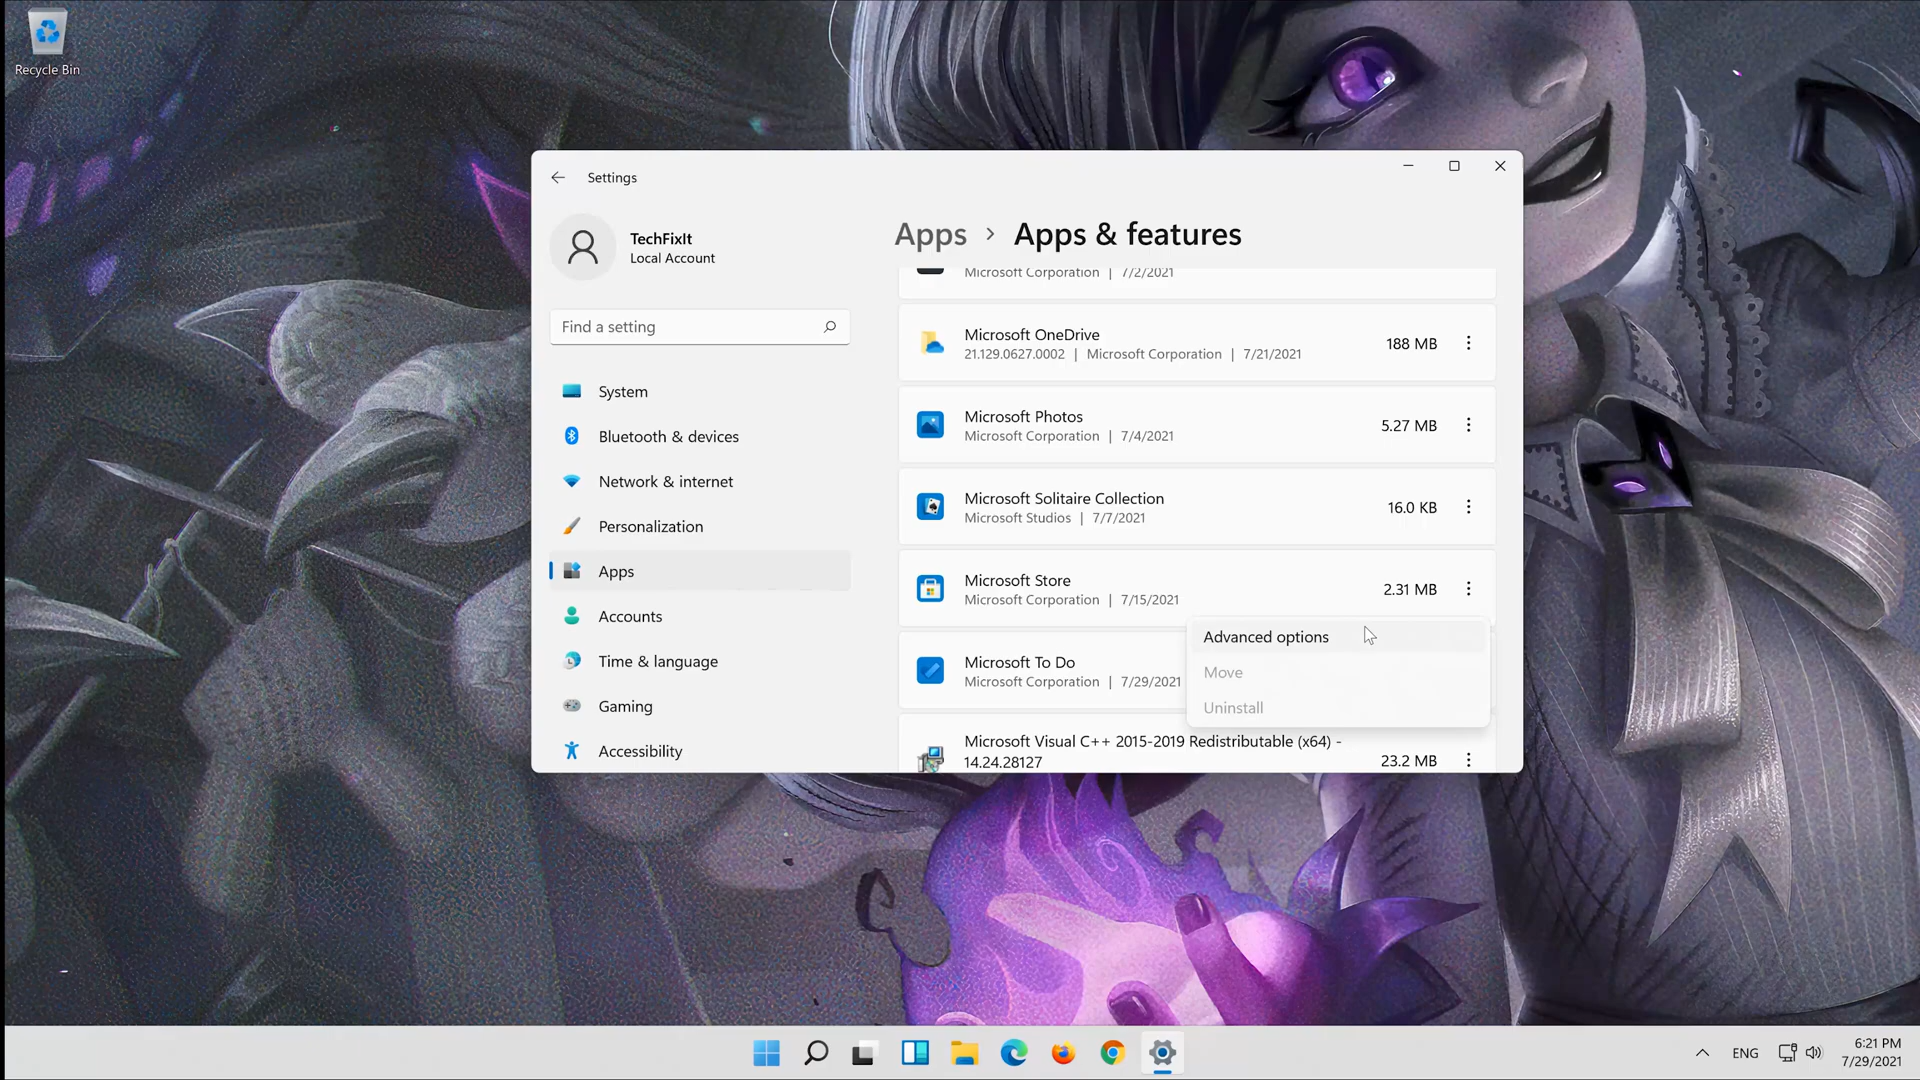 Recycle Bin
Settings
TechFixIt
Local Account
Find a setting
System
Bluetooth & devices
Network & internet
Personalization
Apps
Accounts
Time & language
Gaming
Accessibility
Apps > Apps & features
Microsoft Corporation | 7/2/2021
Microsoft OneDrive
21.129.0627.0002 | Microsoft Corporation | 7/21/2021
188 MB
Microsoft Photos
Microsoft Corporation | 7/4/2021
5.27 MB
Microsoft Solitaire Collection
Microsoft Studios | 7/7/2021
16.0 KB
Microsoft Store
Microsoft Corporation | 7/15/2021
2.31 MB
Advanced options
Move
Uninstall
Microsoft To Do
Microsoft Corporation | 7/29/2021
Microsoft Visual C++ 2015-2019 Redistributable (x64) -
14.24.28127
23.2 MB
ENG
6:21 PM
7/29/2021